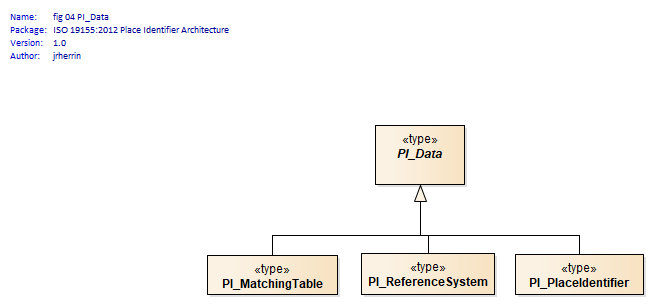 Name: fig 04 PI_Data
Package: ISO 19155:2012 Place Identifier Architecture
Version: 1.0
Author: jrherrin
«type»
PI_Data
«type»
PI_MatchingTable
«type»
PI_ReferenceSystem
«type»
PI_PlaceIdentifier